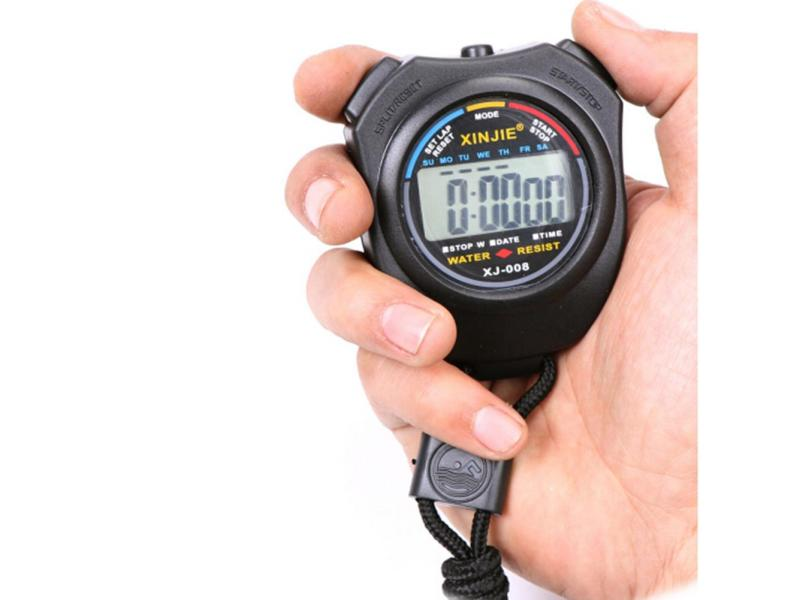 SPLIT/RESET
START/STOP
MODE
SET LAP
RESET
START
STOP
XINJIE®
SU MO TU WE TH FR SA
0:00 00
STOP W DATE TIME
WATER RESIST
XJ-008